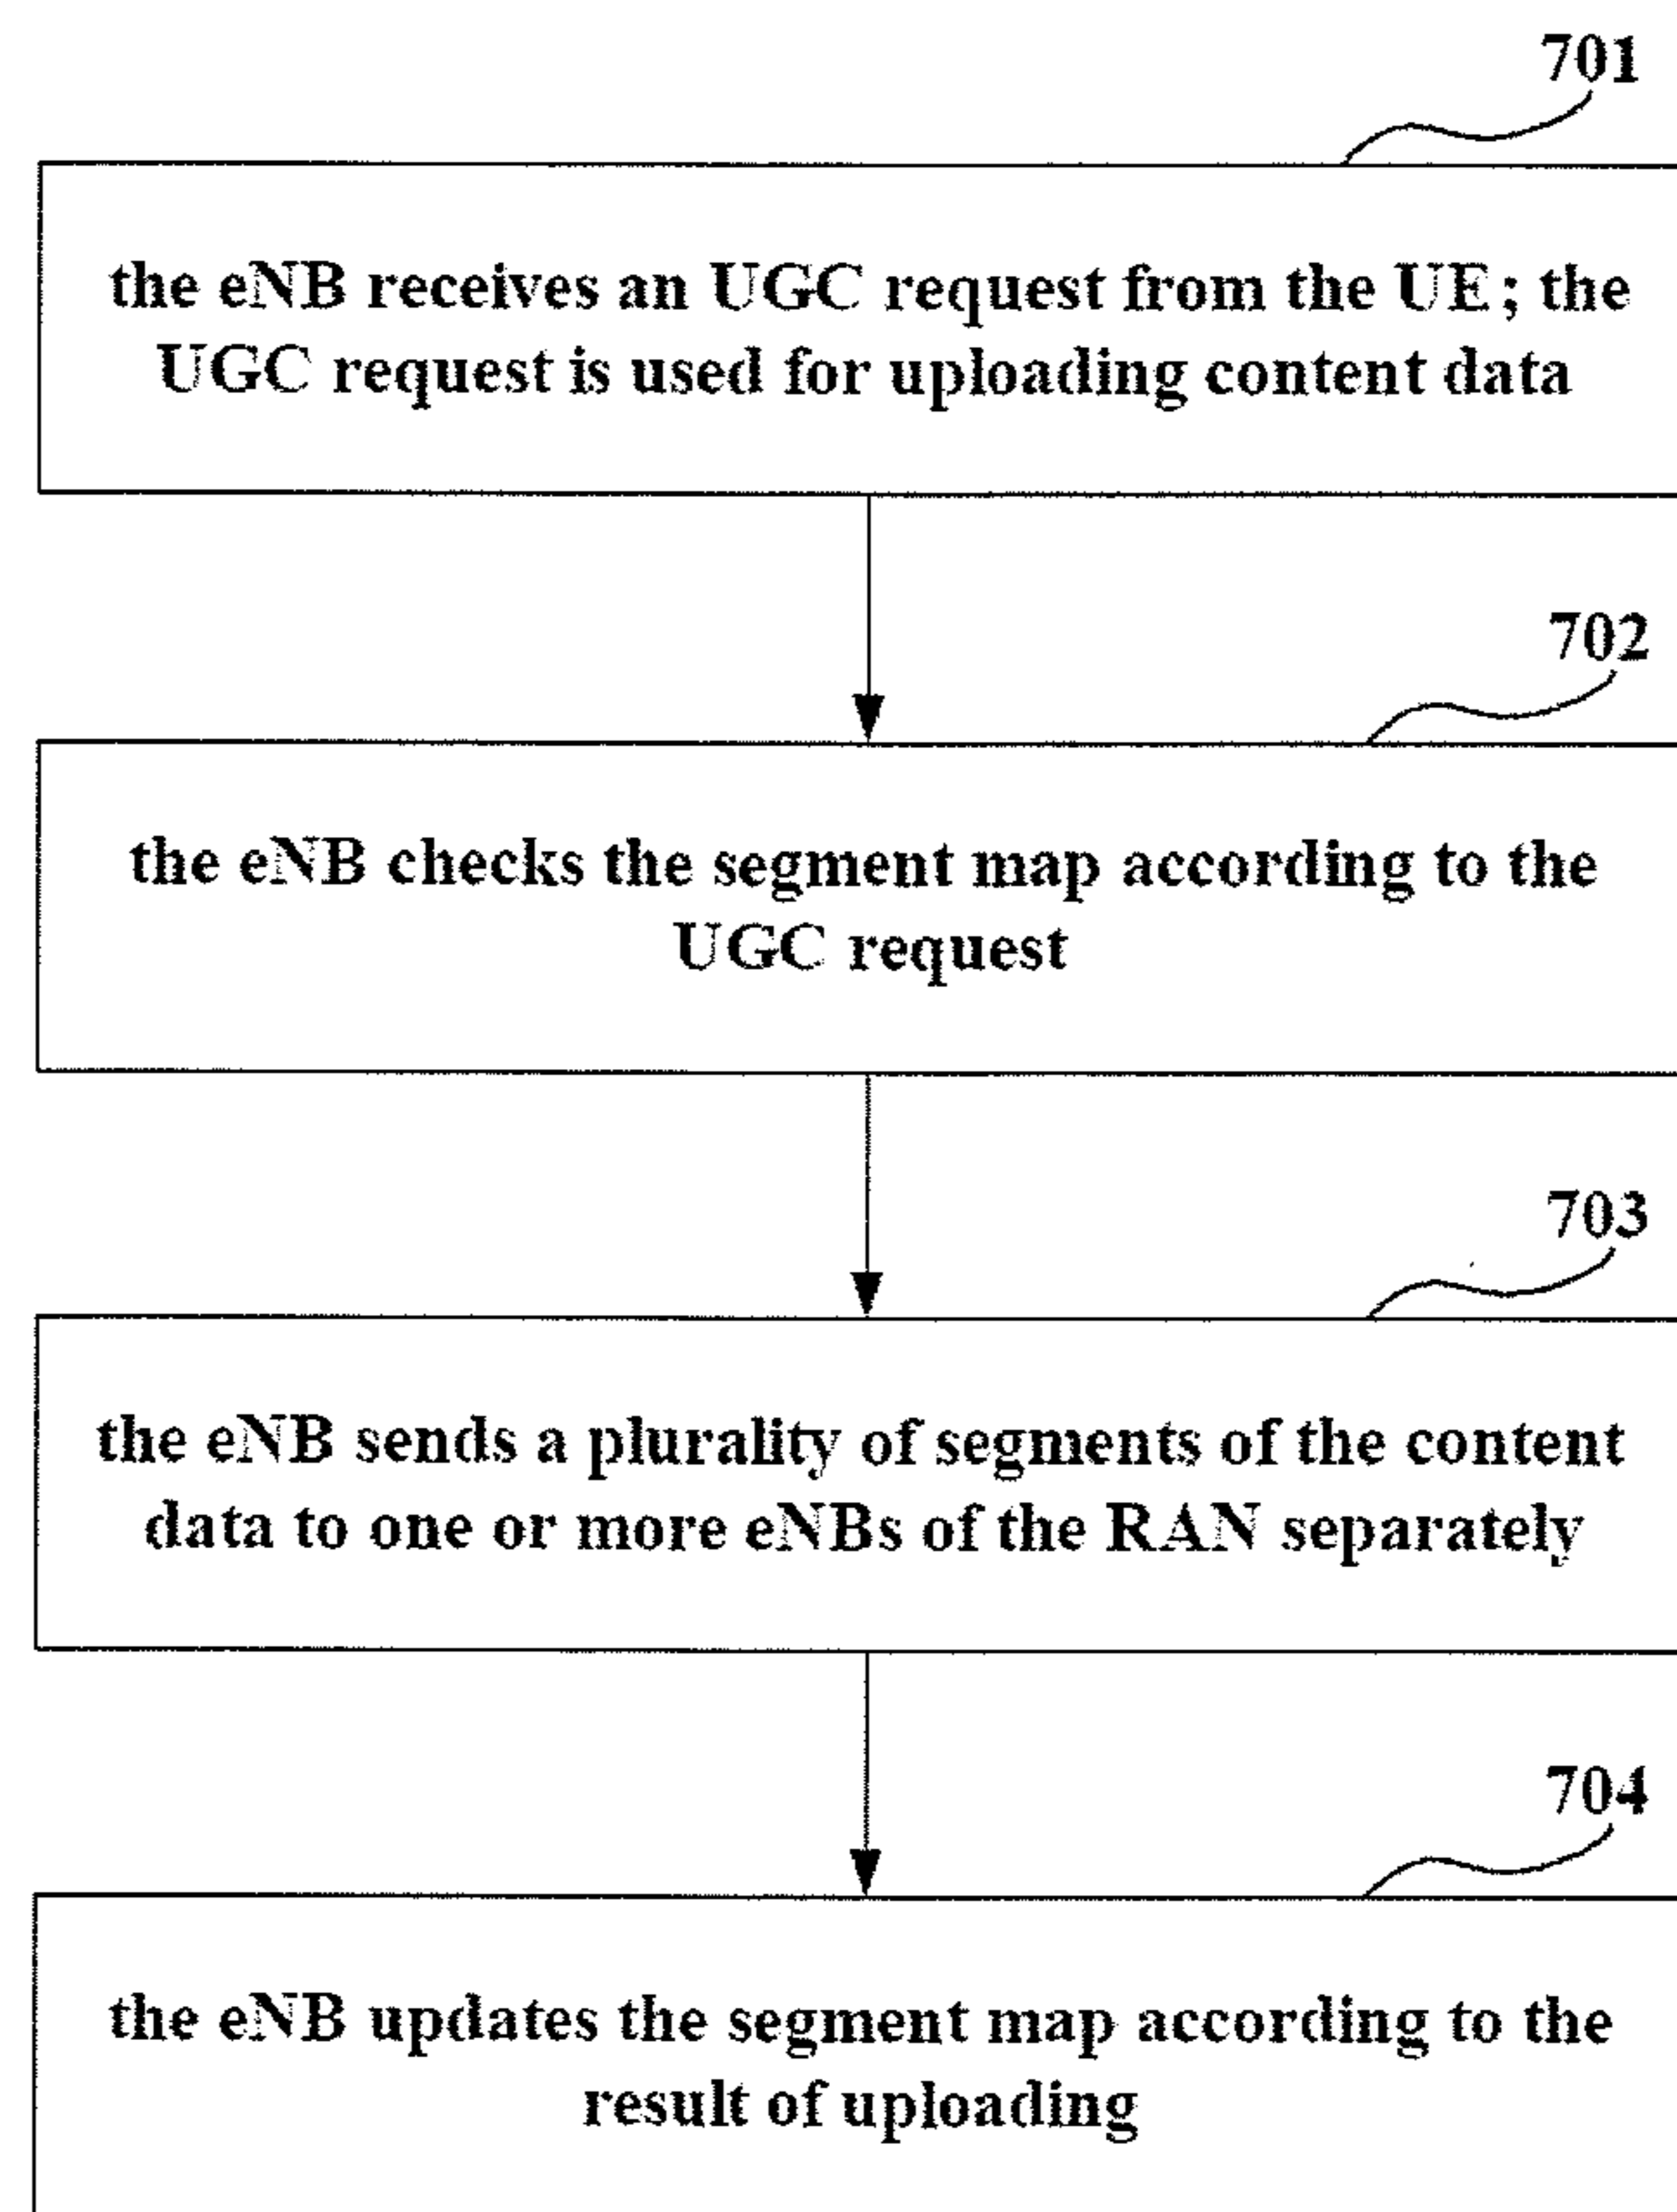 701
the eNB receives an UGC request from the UE; the
UGC request is used for uploading content data
702
the eNB checks the segment map according to the
UGC request
703
the eNB sends a plurality of segments of the content
data to one or more eNBs of the RAN separately
704
the eNB updates the segment map according to the
result of uploading